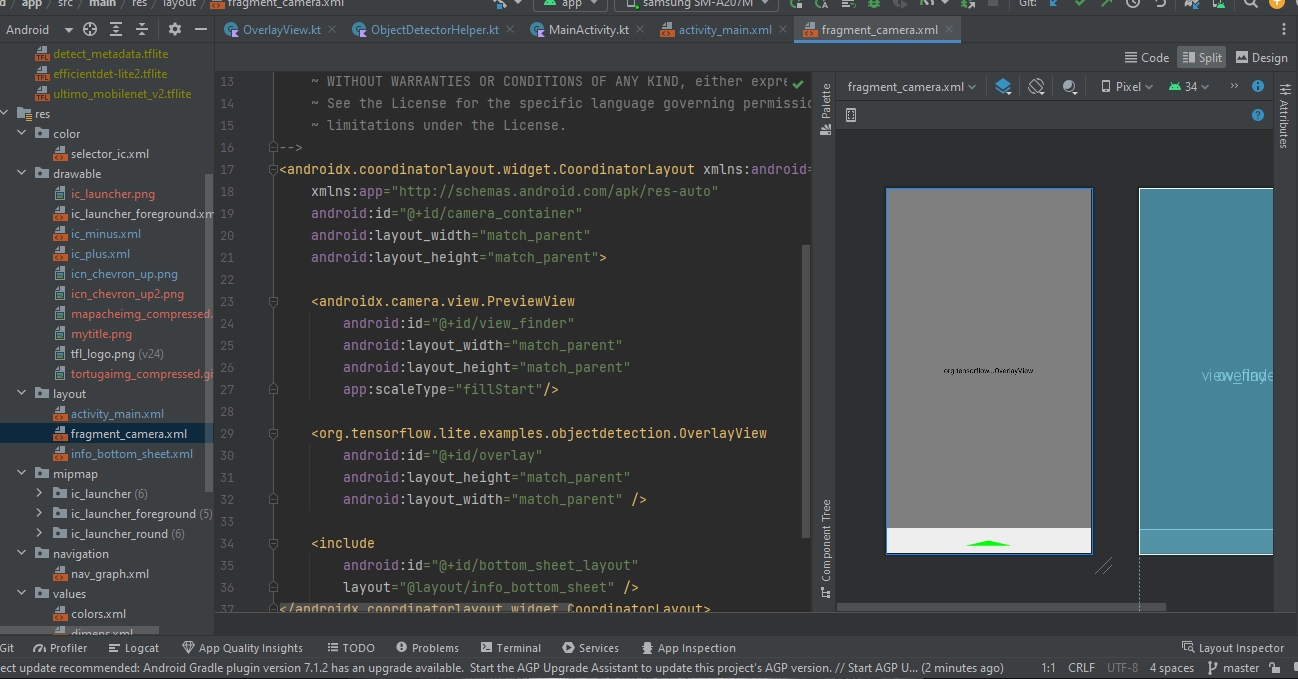 app
src
main
res
layout
fragment_camera.xml
app
samsung SM-A207M
Git:
Android
OverlayView.kt
ObjectDetectorHelper.kt
MainActivity.kt
activity_main.xml
fragment_camera.xml
Code
Split
Design
detect_metadata.tflite
efficientdet-lite2.tflite
ultimo_mobilenet_v2.tflite
res
color
selector_ic.xml
drawable
ic_launcher.png
ic_launcher_foreground.xm
ic_minus.xml
ic_plus.xml
icn_chevron_up.png
icn_chevron_up2.png
mapacheimg_compressed.
mytitle.png
tfl_logo.png (v24)
tortugaimg_compressed.
layout
activity_main.xml
fragment_camera.xml
info_bottom_sheet.xml
mipmap
ic_launcher (6)
ic_launcher_foreground (5)
ic_launcher_round (6)
navigation
nav_graph.xml
values
colors.xml
dimens.xml
13 ~ WITHOUT WARRANTIES OR CONDITIONS OF ANY KIND, either expre
14 ~ See the License for the specific language governing permissio
15 ~ limitations under the License.
16 -->
17 <androidx.coordinatorlayout.widget.CoordinatorLayout xmlns:android=
18 xmlns:app="http://schemas.android.com/apk/res-auto"
19 android:id="@+id/camera_container"
20 android:layout_width="match_parent"
21 android:layout_height="match_parent">
22
23 <androidx.camera.view.PreviewView
24 android:id="@+id/view_finder"
25 android:layout_width="match_parent"
26 android:layout_height="match_parent"
27 app:scaleType="fillStart"/>
28
29 <org.tensorflow.lite.examples.objectdetection.OverlayView
30 android:id="@+id/overlay"
31 android:layout_height="match_parent"
32 android:layout_width="match_parent" />
33
34 <include
35 android:id="@+id/bottom_sheet_layout"
36 layout="@layout/info_bottom_sheet" />
37 </androidx.coordinatorlayout.widget.CoordinatorLayout>
Palette
Component Tree
fragment_camera.xml
Pixel
34
Attributes
org.tensorflow...OverlayView
Git
Profiler
Logcat
App Quality Insights
TODO
Problems
Terminal
Services
App Inspection
Layout Inspector
ect update recommended: Android Gradle plugin version 7.1.2 has an upgrade available. Start the AGP Upgrade Assistant to update this project's AGP version. // Start AGP U... (2 minutes ago)
1:1
CRLF
UTF-8
4 spaces
master